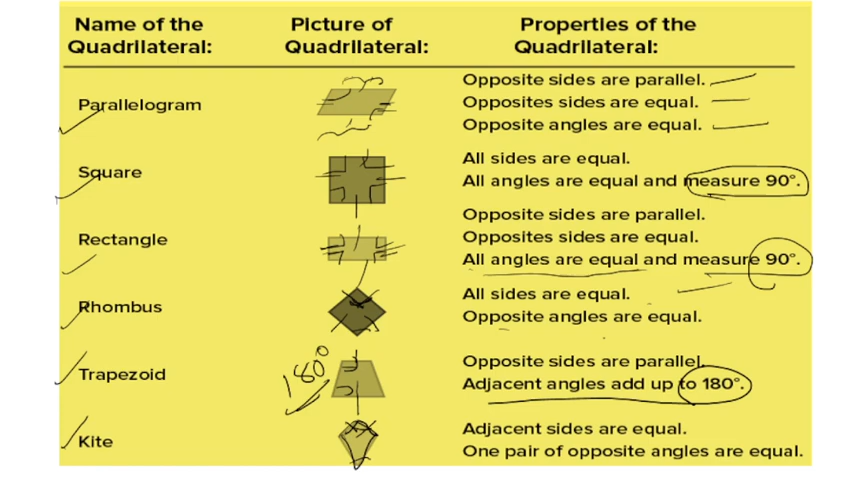 Name of the Quadrilateral:
Picture of Quadrilateral:
Properties of the Quadrilateral:
Parallelogram
Opposite sides are parallel.
Opposites sides are equal.
Opposite angles are equal.
Square
All sides are equal.
All angles are equal and measure 90°.
Rectangle
Opposite sides are parallel.
Opposites sides are equal.
All angles are equal and measure 90°.
Rhombus
All sides are equal.
Opposite angles are equal.
Trapezoid
180°
Opposite sides are parallel.
Adjacent angles add up to 180°.
Kite
Adjacent sides are equal.
One pair of opposite angles are equal.